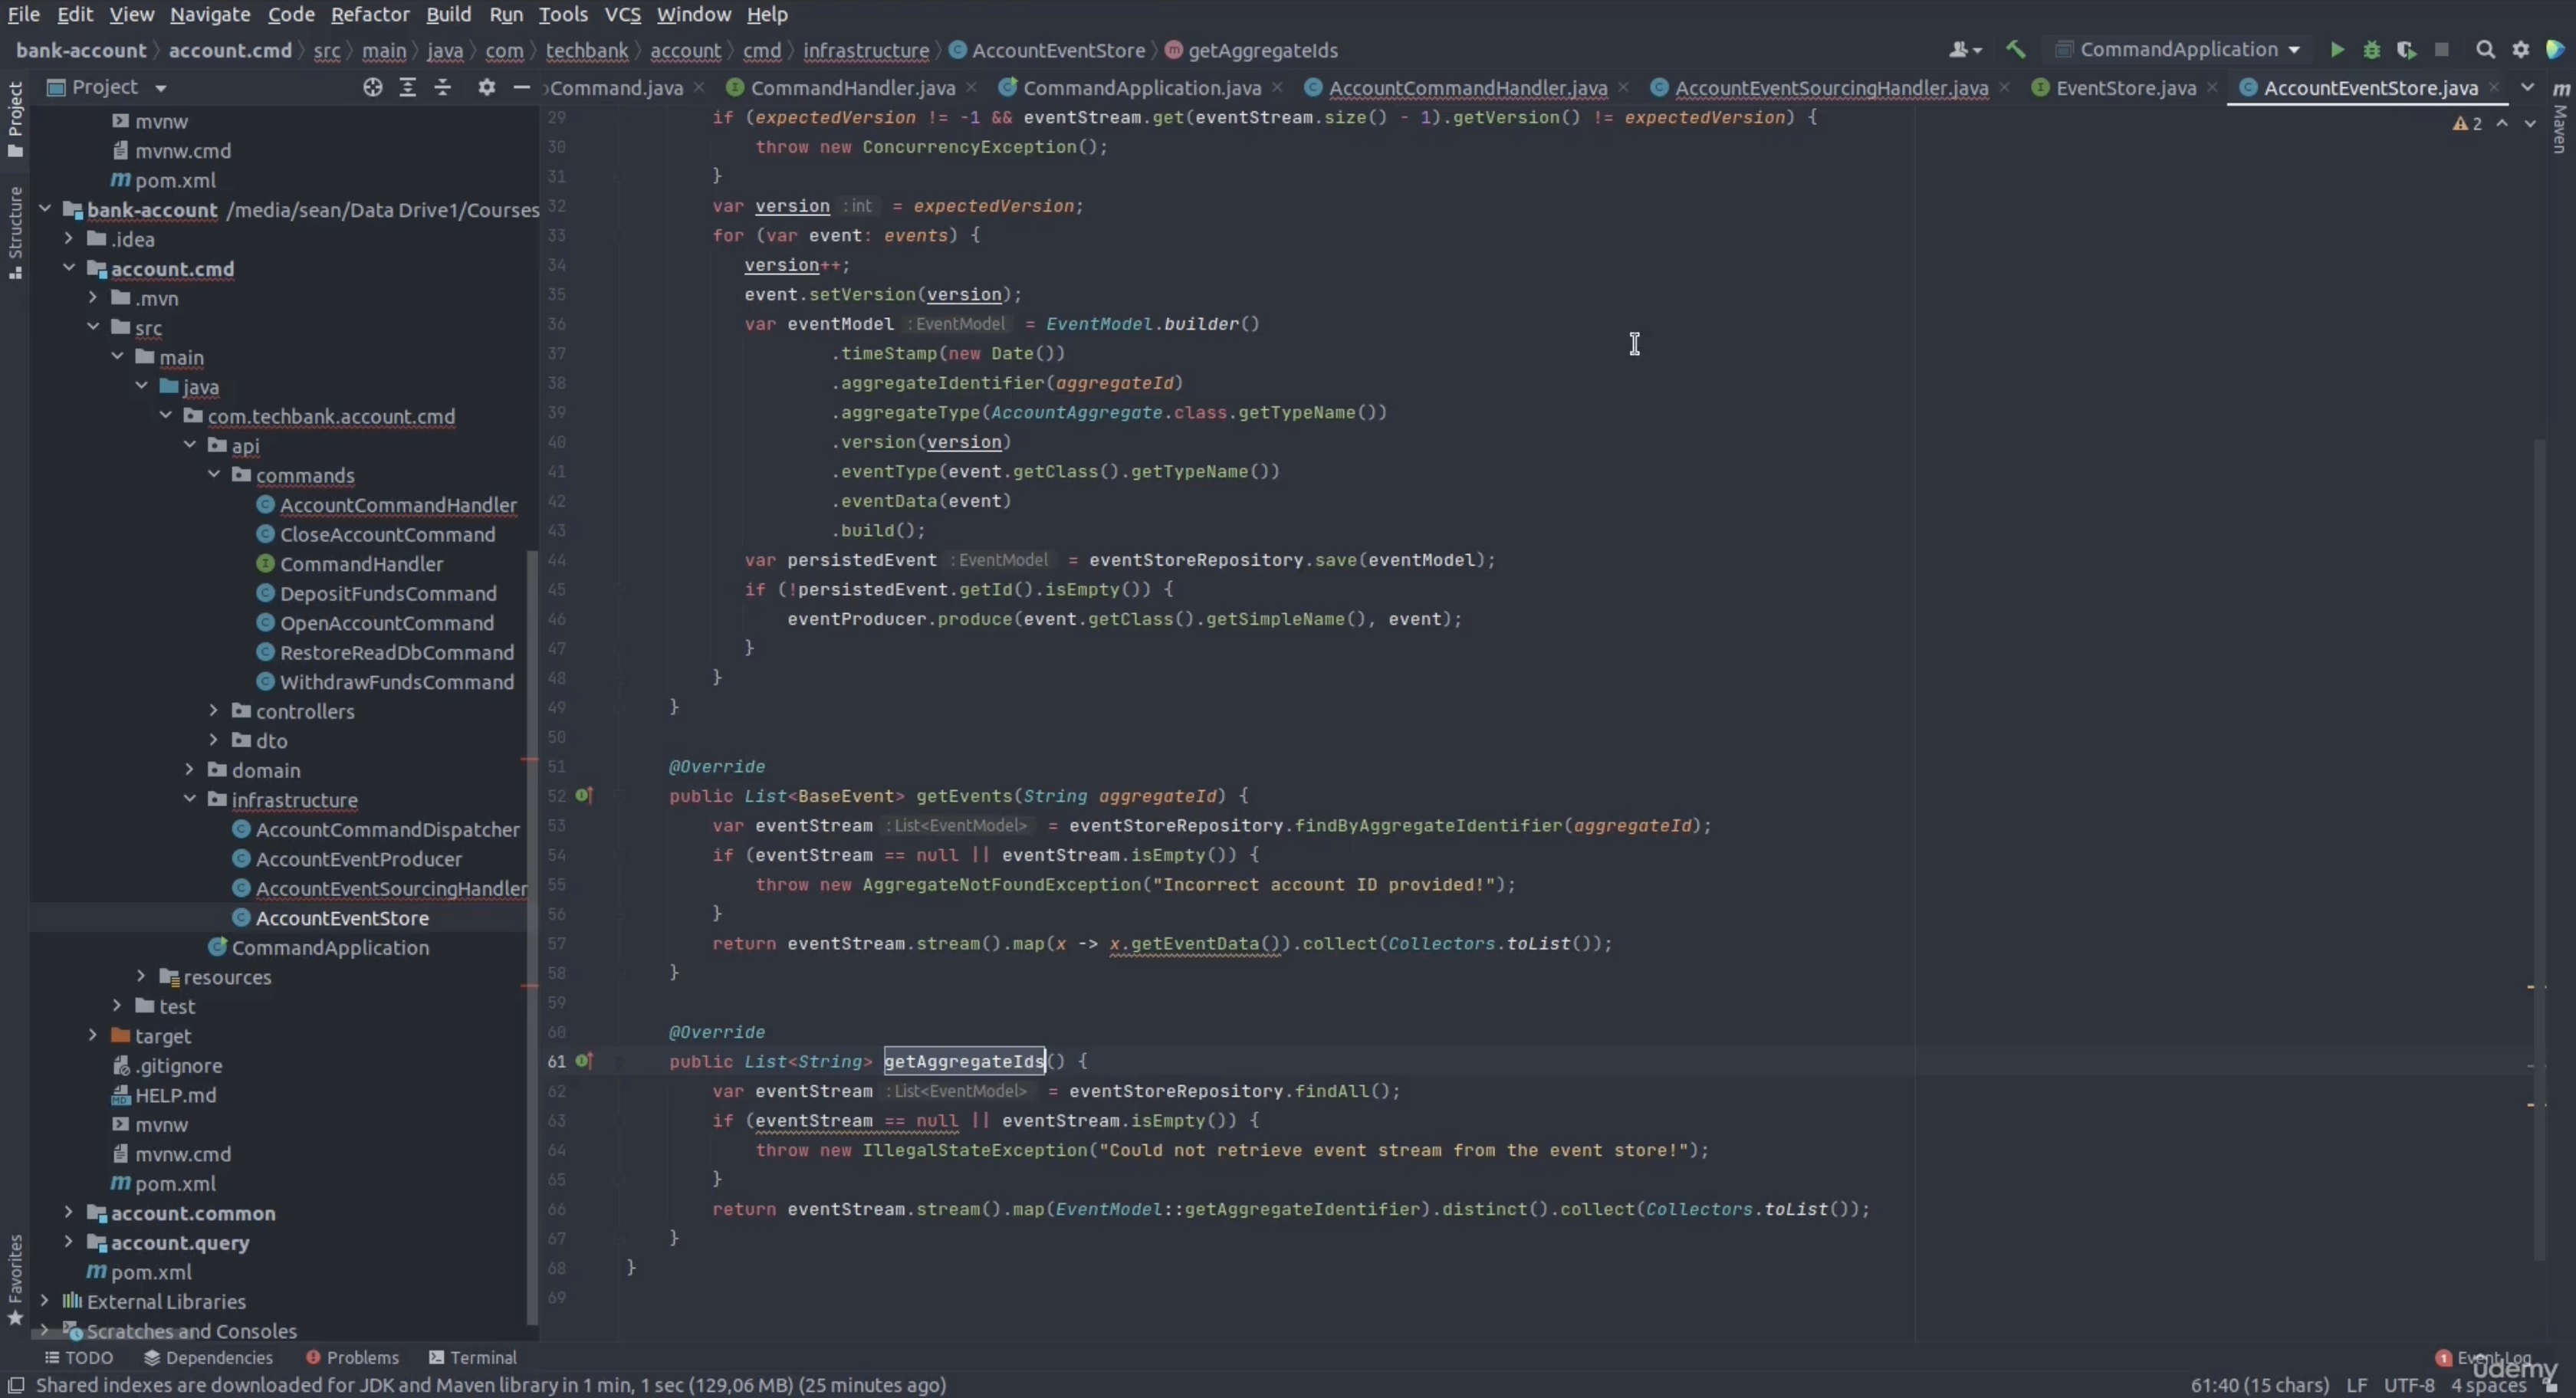 File Edit View Navigate Code Refactor Build Run Tools VCS Window Help
bank-account account.cmd src main java com techbank account cmd infrastructure AccountEventStore getAggregateIds CommandApplication
Project Command.java CommandHandler.java CommandApplication.java AccountCommandHandler.java AccountEventSourcingHandler.java EventStore.java AccountEventStore.java
Project
Structure
Favorites
mvnw
mvnw.cmd
pom.xml
bank-account /media/sean/Data Drive1/Courses
.idea
account.cmd
.mvn
src
main
java
com.techbank.account.cmd
api
commands
AccountCommandHandler
CloseAccountCommand
CommandHandler
DepositFundsCommand
OpenAccountCommand
RestoreReadDbCommand
WithdrawFundsCommand
controllers
dto
domain
infrastructure
AccountCommandDispatcher
AccountEventProducer
AccountEventSourcingHandler
AccountEventStore
CommandApplication
resources
test
target
.gitignore
HELP.md
mvnw
mvnw.cmd
pom.xml
account.common
account.query
pom.xml
External Libraries
Scratches and Consoles
29 if (expectedVersion != -1 && eventStream.get(eventStream.size() - 1).getVersion() != expectedVersion) {
30 throw new ConcurrencyException();
31 }
32 var version : int = expectedVersion;
33 for (var event: events) {
34 version++;
35 event.setVersion(version);
36 var eventModel : EventModel = EventModel.builder()
37 .timeStamp(new Date())
38 .aggregateIdentifier(aggregateId)
39 .aggregateType(AccountAggregate.class.getTypeName())
40 .version(version)
41 .eventType(event.getClass().getTypeName())
42 .eventData(event)
43 .build();
44 var persistedEvent : EventModel = eventStoreRepository.save(eventModel);
45 if (!persistedEvent.getId().isEmpty()) {
46 eventProducer.produce(event.getClass().getSimpleName(), event);
47 }
48 }
49 }
50
51 @Override
52 public List<BaseEvent> getEvents(String aggregateId) {
53 var eventStream : List<EventModel> = eventStoreRepository.findByAggregateIdentifier(aggregateId);
54 if (eventStream == null || eventStream.isEmpty()) {
55 throw new AggregateNotFoundException("Incorrect account ID provided!");
56 }
57 return eventStream.stream().map(x -> x.getEventData()).collect(Collectors.toList());
58 }
59
60 @Override
61 public List<String> getAggregateIds() {
62 var eventStream : List<EventModel> = eventStoreRepository.findAll();
63 if (eventStream == null || eventStream.isEmpty()) {
64 throw new IllegalStateException("Could not retrieve event stream from the event store!");
65 }
66 return eventStream.stream().map(EventModel::getAggregateIdentifier).distinct().collect(Collectors.toList());
67 }
68 }
69
2
m
Maven
TODO Dependencies Problems Terminal
1 Event Log
udemy
Shared indexes are downloaded for JDK and Maven library in 1 min, 1 sec (129,06 MB) (25 minutes ago) 61:40 (15 chars) LF UTF-8 4 spaces